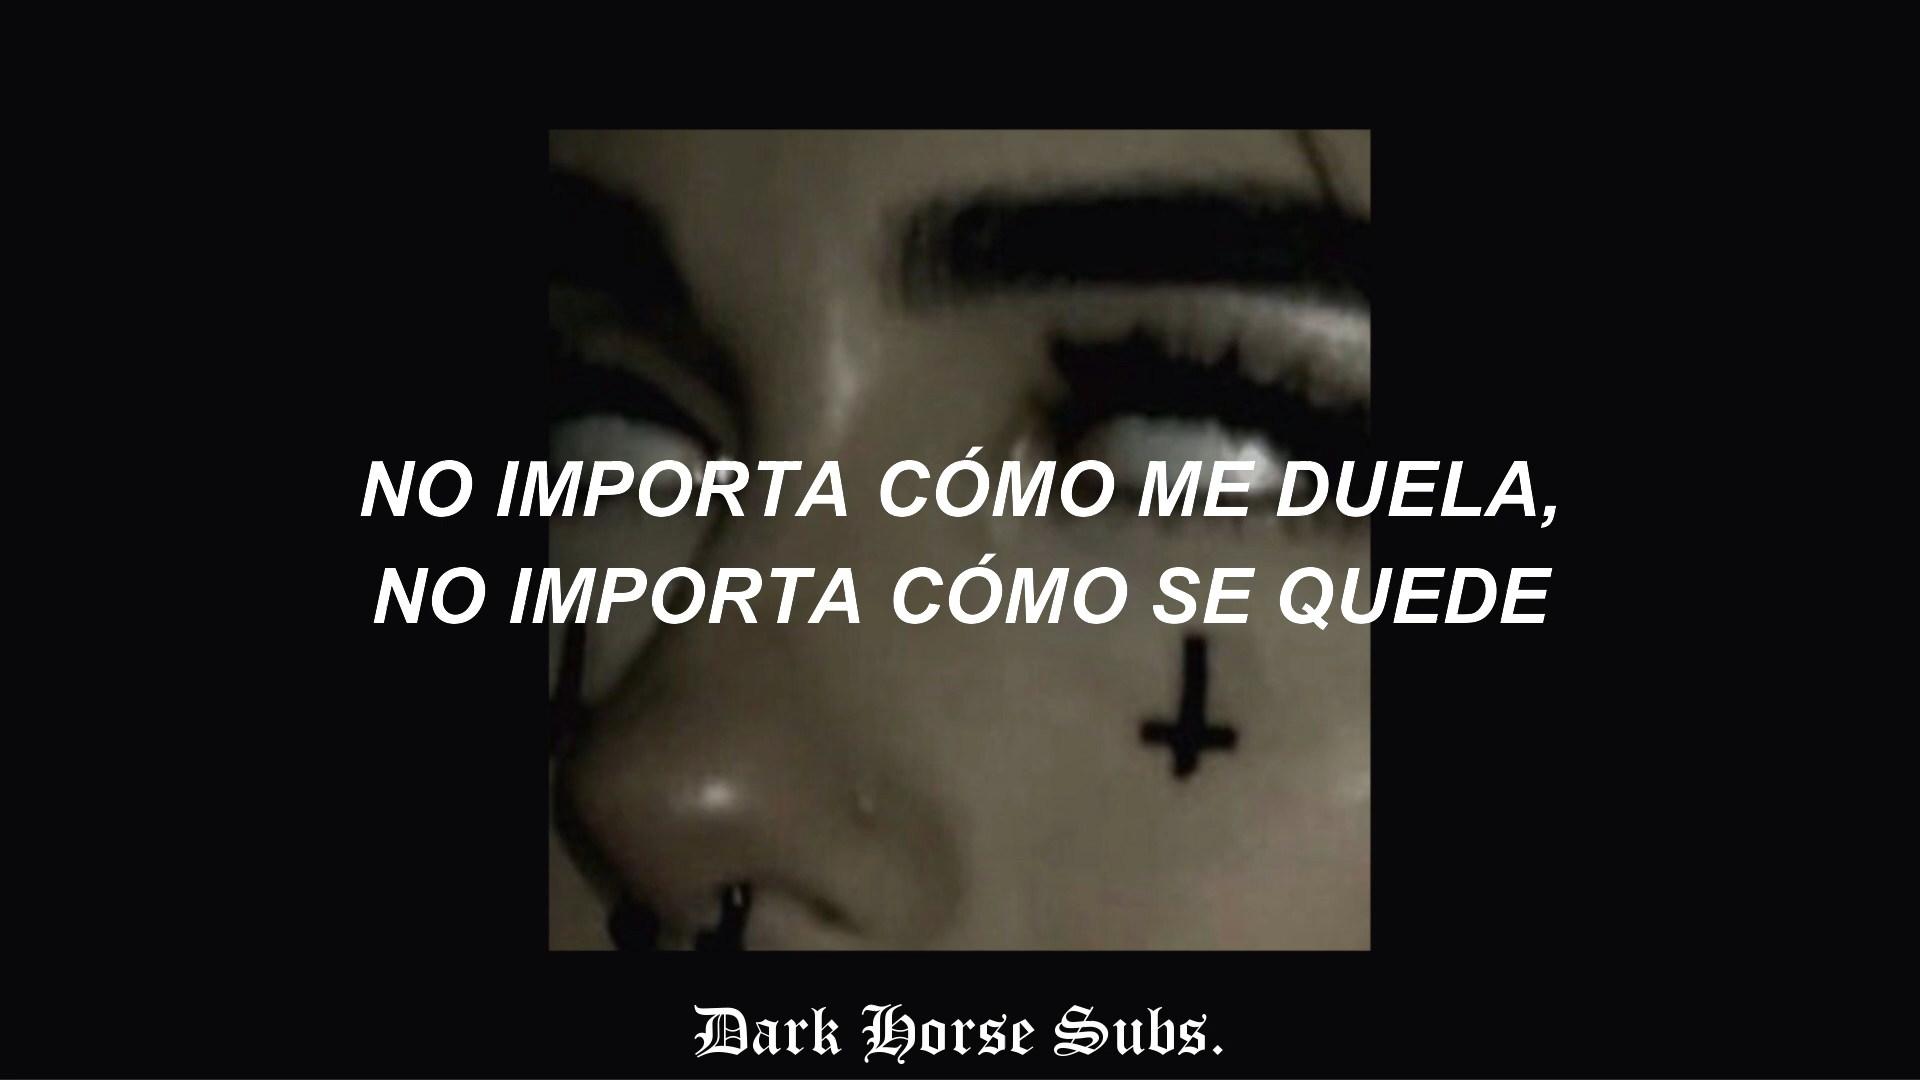 NO IMPORTA CÓMO ME DUELA,
NO IMPORTA CÓMO SE QUEDE
Dark Horse Subs.